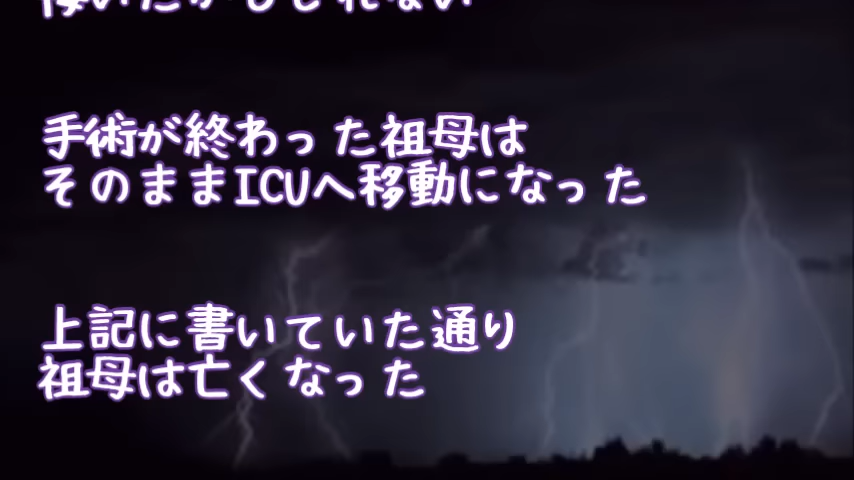 手術が終わった祖母は
そのままICUへ移動になった
上記に書いていた通り
祖母は亡くなった